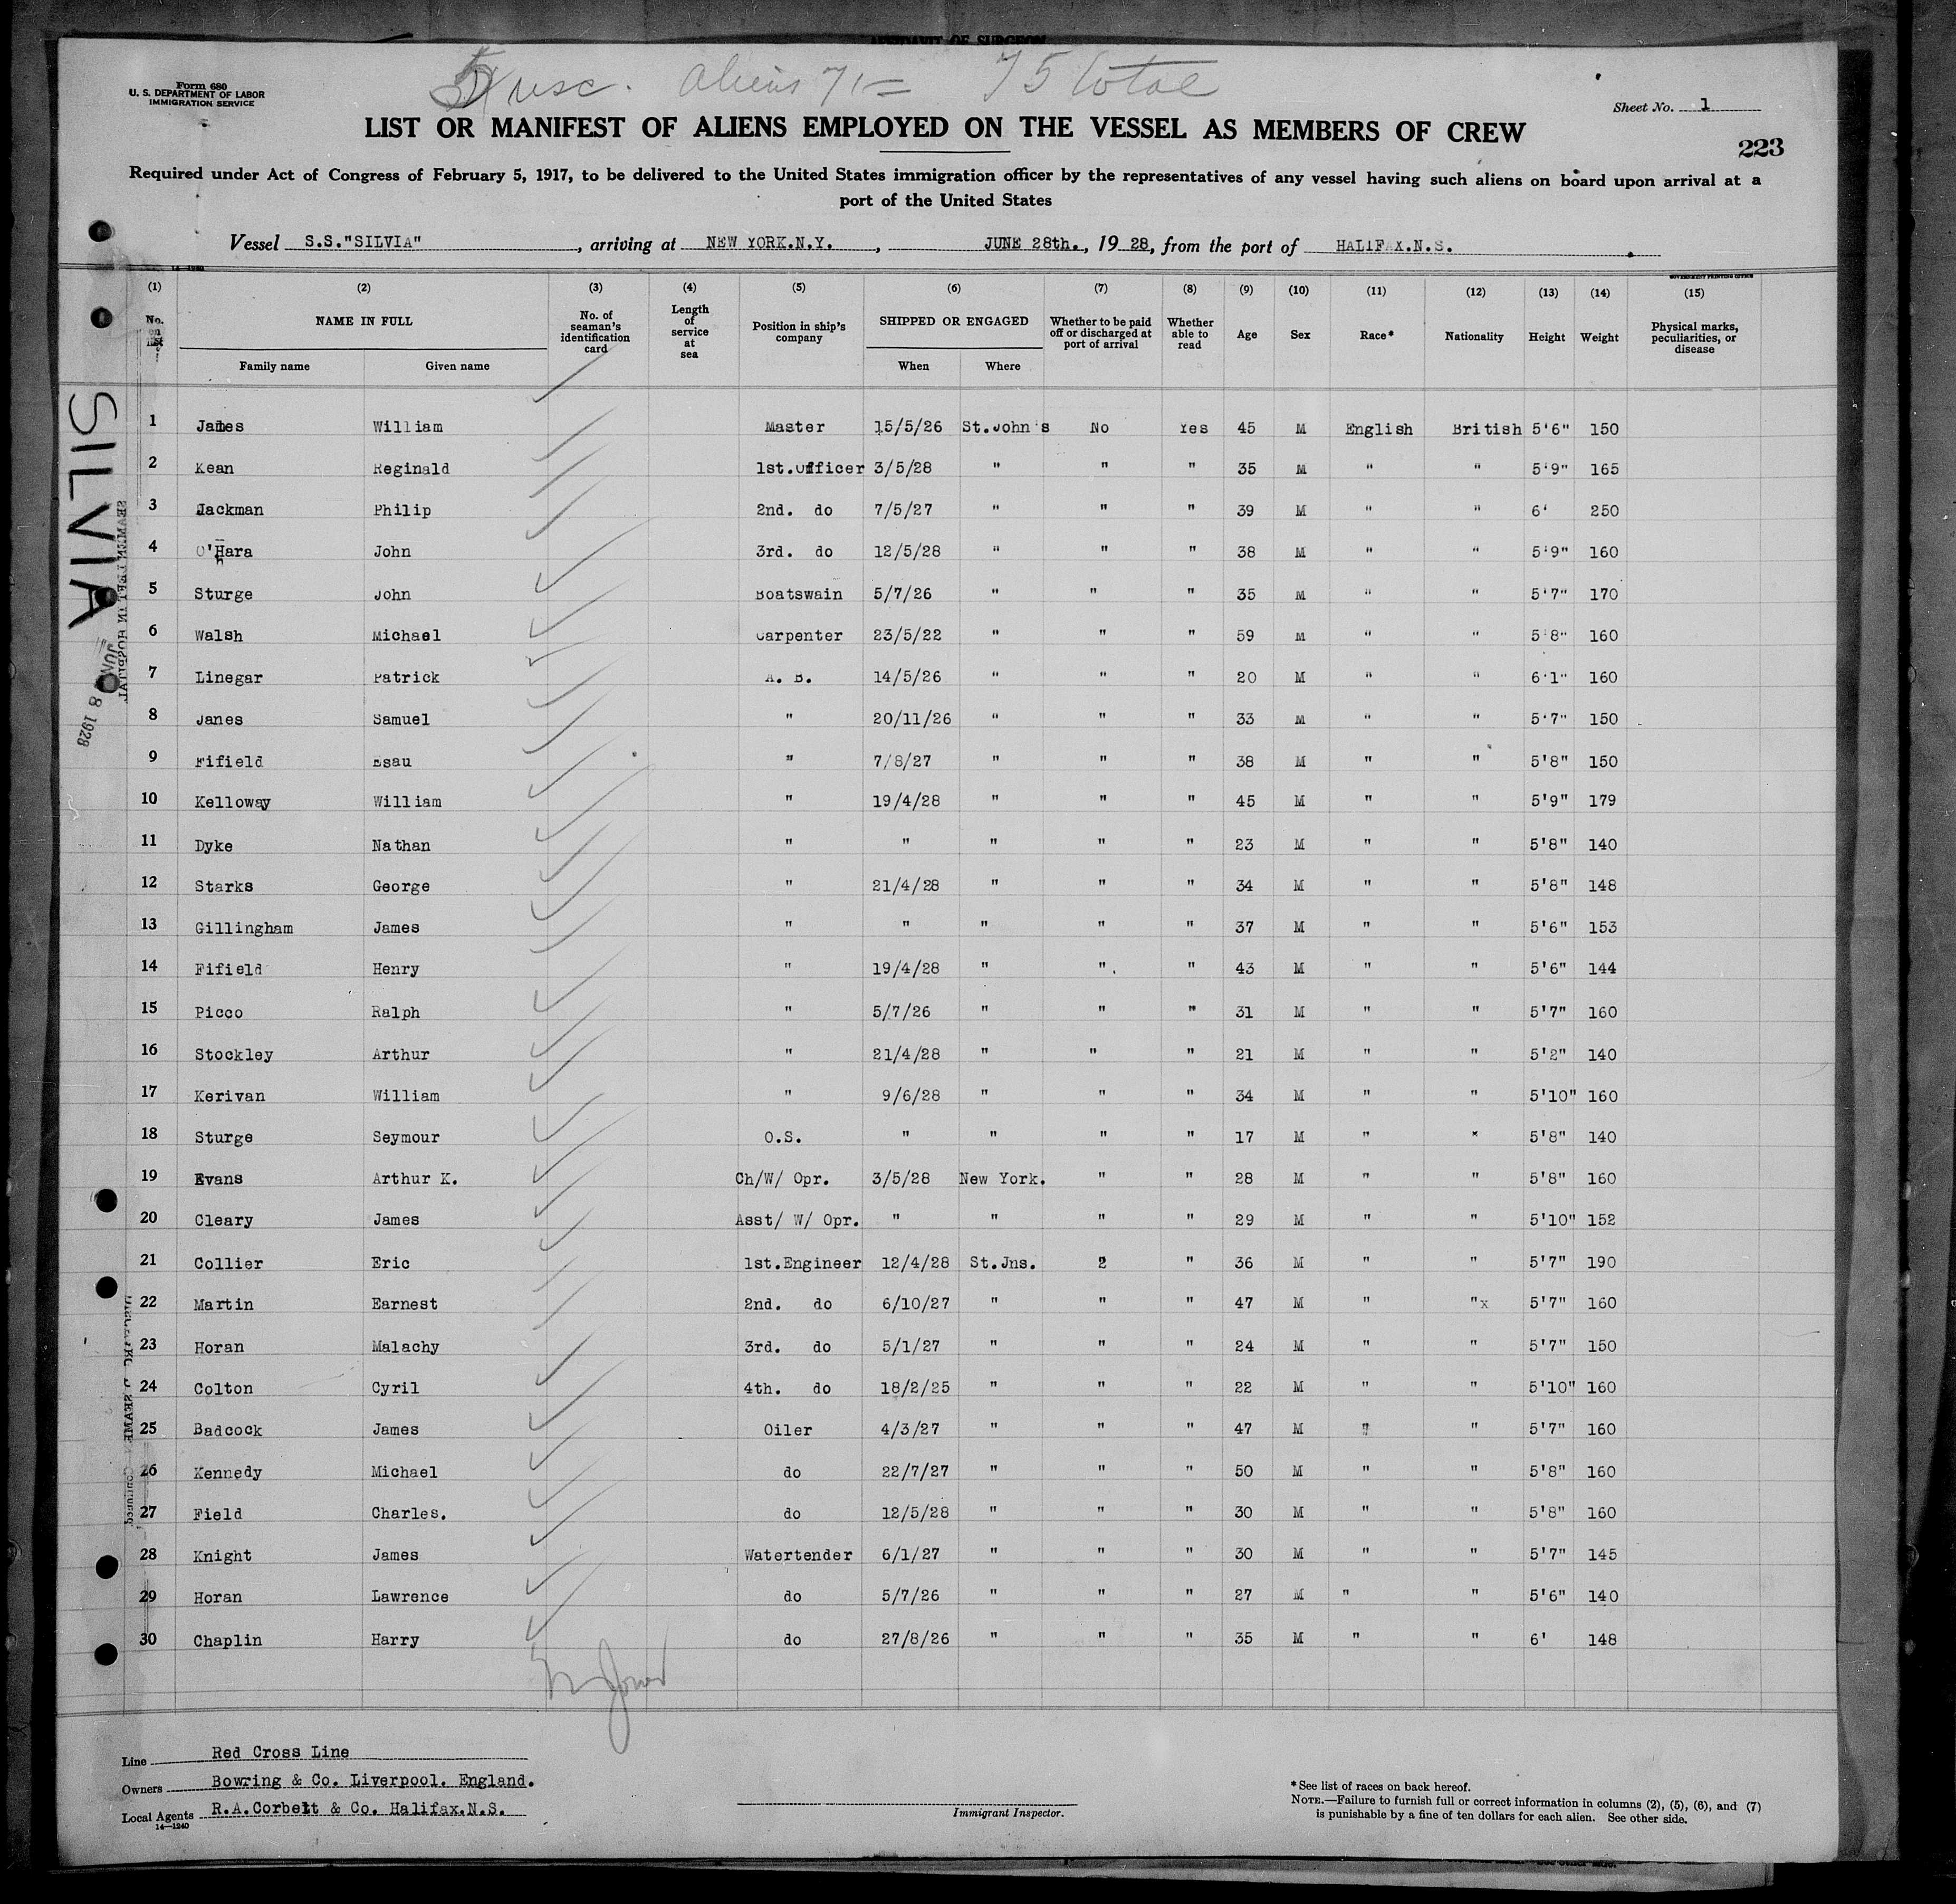 Form 680
U. S. DEPARTMENT OF LABOR
IMMIGRATION SERVICE
usc. Aliens 71 = 75 total
Sheet No. 1
LIST OR MANIFEST OF ALIENS EMPLOYED ON THE VESSEL AS MEMBERS OF CREW
223
Required under Act of Congress of February 5, 1917, to be delivered to the United States immigration officer by the representatives of any vessel having such aliens on board upon arrival at a
port of the United States
Vessel S.S."SILVIA", arriving at NEW YORK.N.Y., JUNE 28th., 1928, from the port of HALIFAX.N.S.
GOVERNMENT PRINTING OFFICE
(1) (2) (3) (4) (5) (6) (7) (8) (9) (10) (11) (12) (13) (14) (15)
No. on list NAME IN FULL Family name Given name No. of seaman's identification card Length of service at sea Position in ship's company SHIPPED OR ENGAGED When Where Whether to be paid off or discharged at port of arrival Whether able to read Age Sex Race* Nationality Height Weight Physical marks, peculiarities, or disease
1 James William Master 15/5/26 St.John's No Yes 45 M English British 5'6" 150
2 Kean Reginald 1st.Officer 3/5/28 " " " 35 M " " 5'9" 165
3 Jackman Philip 2nd. do 7/5/27 " " " 39 M " " 6' 250
4 O'Hara John 3rd. do 12/5/28 " " " 38 M " " 5'9" 160
5 Sturge John Boatswain 5/7/26 " " " 35 M " " 5'7" 170
6 Walsh Michael Carpenter 23/5/22 " " " 59 M " " 5'8" 160
7 Linegar Patrick A. B. 14/5/26 " " " 20 M " " 6'1" 160
8 Janes Samuel " 20/11/26 " " " 33 M " " 5'7" 150
9 Fifield Esau " 7/8/27 " " " 38 M " " 5'8" 150
10 Kelloway William " 19/4/28 " " " 45 M " " 5'9" 179
11 Dyke Nathan " " " " " 23 M " " 5'8" 140
12 Starks George " 21/4/28 " " " 34 M " " 5'8" 148
13 Gillingham James " " " " " 37 M " " 5'6" 153
14 Fifield Henry " 19/4/28 " " " 43 M " " 5'6" 144
15 Picco Ralph " 5/7/26 " " " 31 M " " 5'7" 160
16 Stockley Arthur " 21/4/28 " " " 21 M " " 5'2" 140
17 Kerivan William " 9/6/28 " " " 34 M " " 5'10" 160
18 Sturge Seymour O.S. " " " " 17 M " " 5'8" 140
19 Evans Arthur K. Ch/W/ Opr. 3/5/28 New York. " " 28 M " " 5'8" 160
20 Cleary James Asst/ W/ Opr. " " " " 29 M " " 5'10" 152
21 Collier Eric 1st.Engineer 12/4/28 St.Jns. 2 " 36 M " " 5'7" 190
22 Martin Earnest 2nd. do 6/10/27 " " " 47 M " "x 5'7" 160
23 Horan Malachy 3rd. do 5/1/27 " " " 24 M " " 5'7" 150
24 Colton Cyril 4th. do 18/2/25 " " " 22 M " " 5'10" 160
25 Badcock James Oiler 4/3/27 " " " 47 M " " 5'7" 160
26 Kennedy Michael do 22/7/27 " " " 50 M " " 5'8" 160
27 Field Charles. do 12/5/28 " " " 30 M " " 5'8" 160
28 Knight James Watertender 6/1/27 " " " 30 M " " 5'7" 145
29 Horan Lawrence do 5/7/26 " " " 27 M " " 5'6" 140
30 Chaplin Harry do 27/8/26 " " " 35 M " " 6' 148
SILVIA
1928
Line Red Cross Line
Owners Bowring & Co. Liverpool. England.
Local Agents R.A.Corbett & Co. Halifax.N.S.
14—1240
Immigrant Inspector.
*See list of races on back hereof.
NOTE.—Failure to furnish full or correct information in columns (2), (5), (6), and (7)
is punishable by a fine of ten dollars for each alien. See other side.